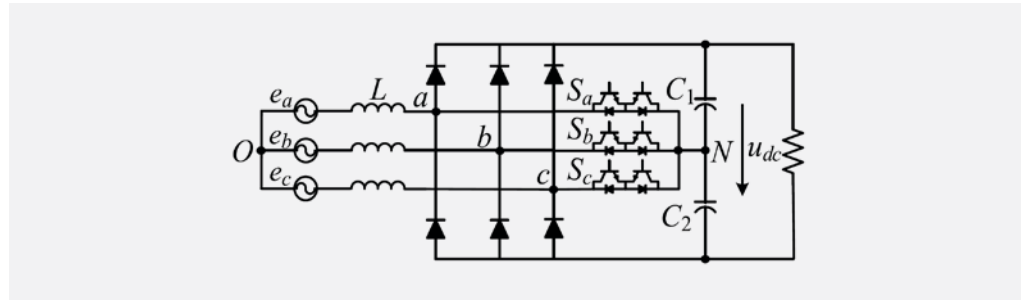 e_a L a S_a C_1
O e_b b S_b N u_dc
e_c c S_c C_2